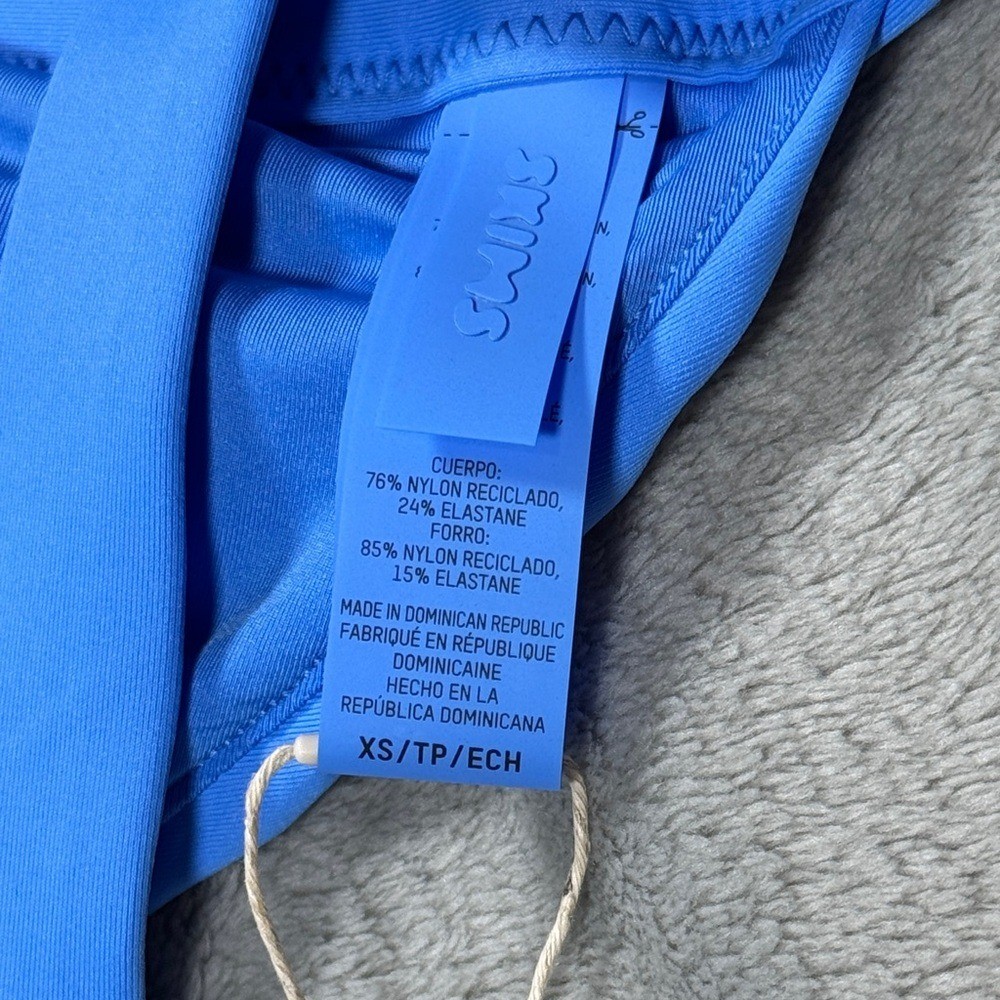 SKIMS
CUERPO:
76% NYLON RECICLADO,
24% ELASTANE
FORRO:
85% NYLON RECICLADO,
15% ELASTANE
MADE IN DOMINICAN REPUBLIC
FABRIQUÉ EN RÉPUBLIQUE
DOMINICAINE
HECHO EN LA
REPÚBLICA DOMINICANA
XS/TP/ECH